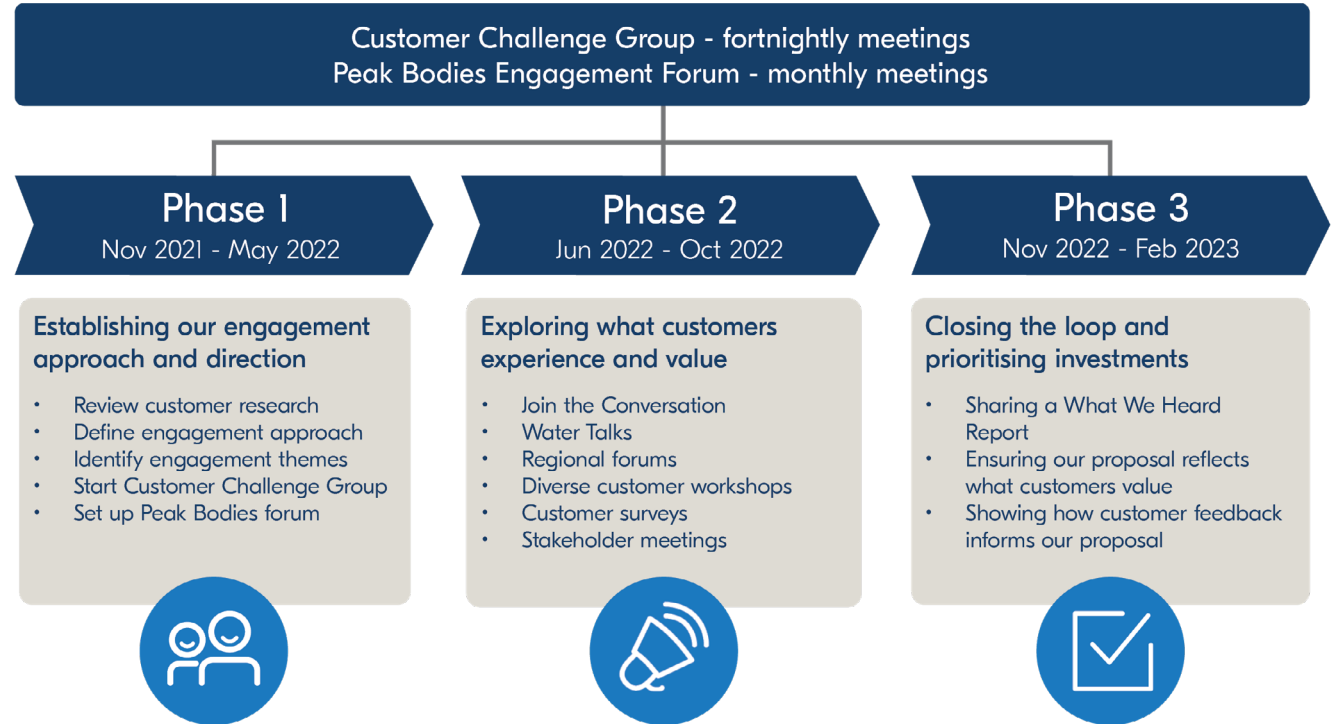 Customer Challenge Group - fortnightly meetings
Peak Bodies Engagement Forum - monthly meetings
Phase 1
Nov 2021 - May 2022
Establishing our engagement
approach and direction
• Review customer research
• Define engagement approach
• Identify engagement themes
• Start Customer Challenge Group
• Set up Peak Bodies forum
Phase 2
Jun 2022 - Oct 2022
Exploring what customers
experience and value
• Join the Conversation
• Water Talks
• Regional forums
• Diverse customer workshops
• Customer surveys
• Stakeholder meetings
Phase 3
Nov 2022 - Feb 2023
Closing the loop and
prioritising investments
• Sharing a What We Heard
Report
• Ensuring our proposal reflects
what customers value
• Showing how customer feedback
informs our proposal